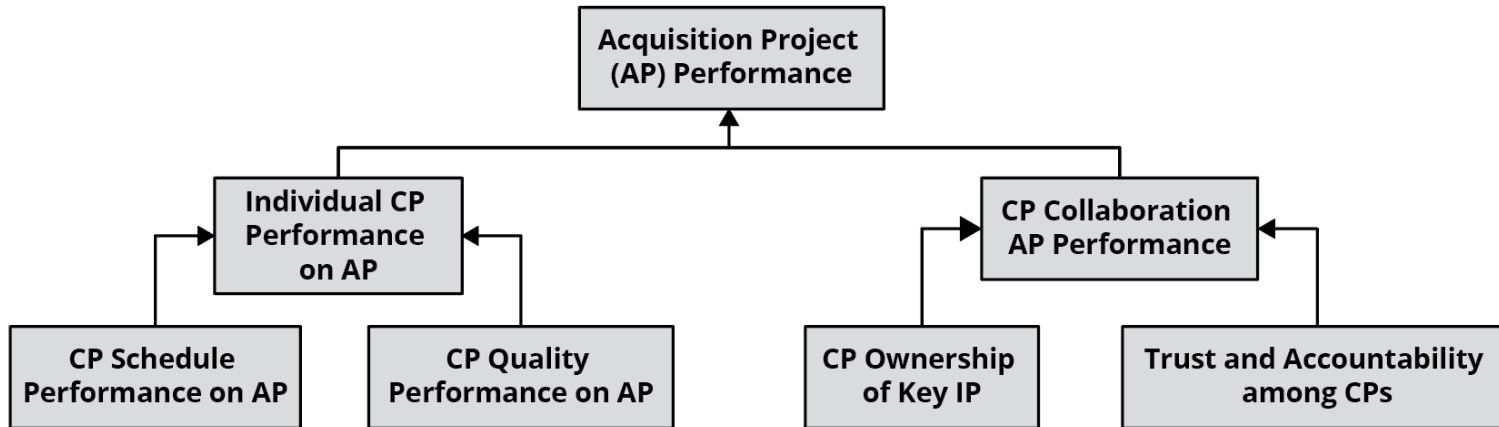 Acquisition Project
(AP) Performance
Individual CP
Performance
on AP
CP Collaboration
AP Performance
CP Schedule
Performance on AP
CP Quality
Performance on AP
CP Ownership
of Key IP
Trust and Accountability
among CPs